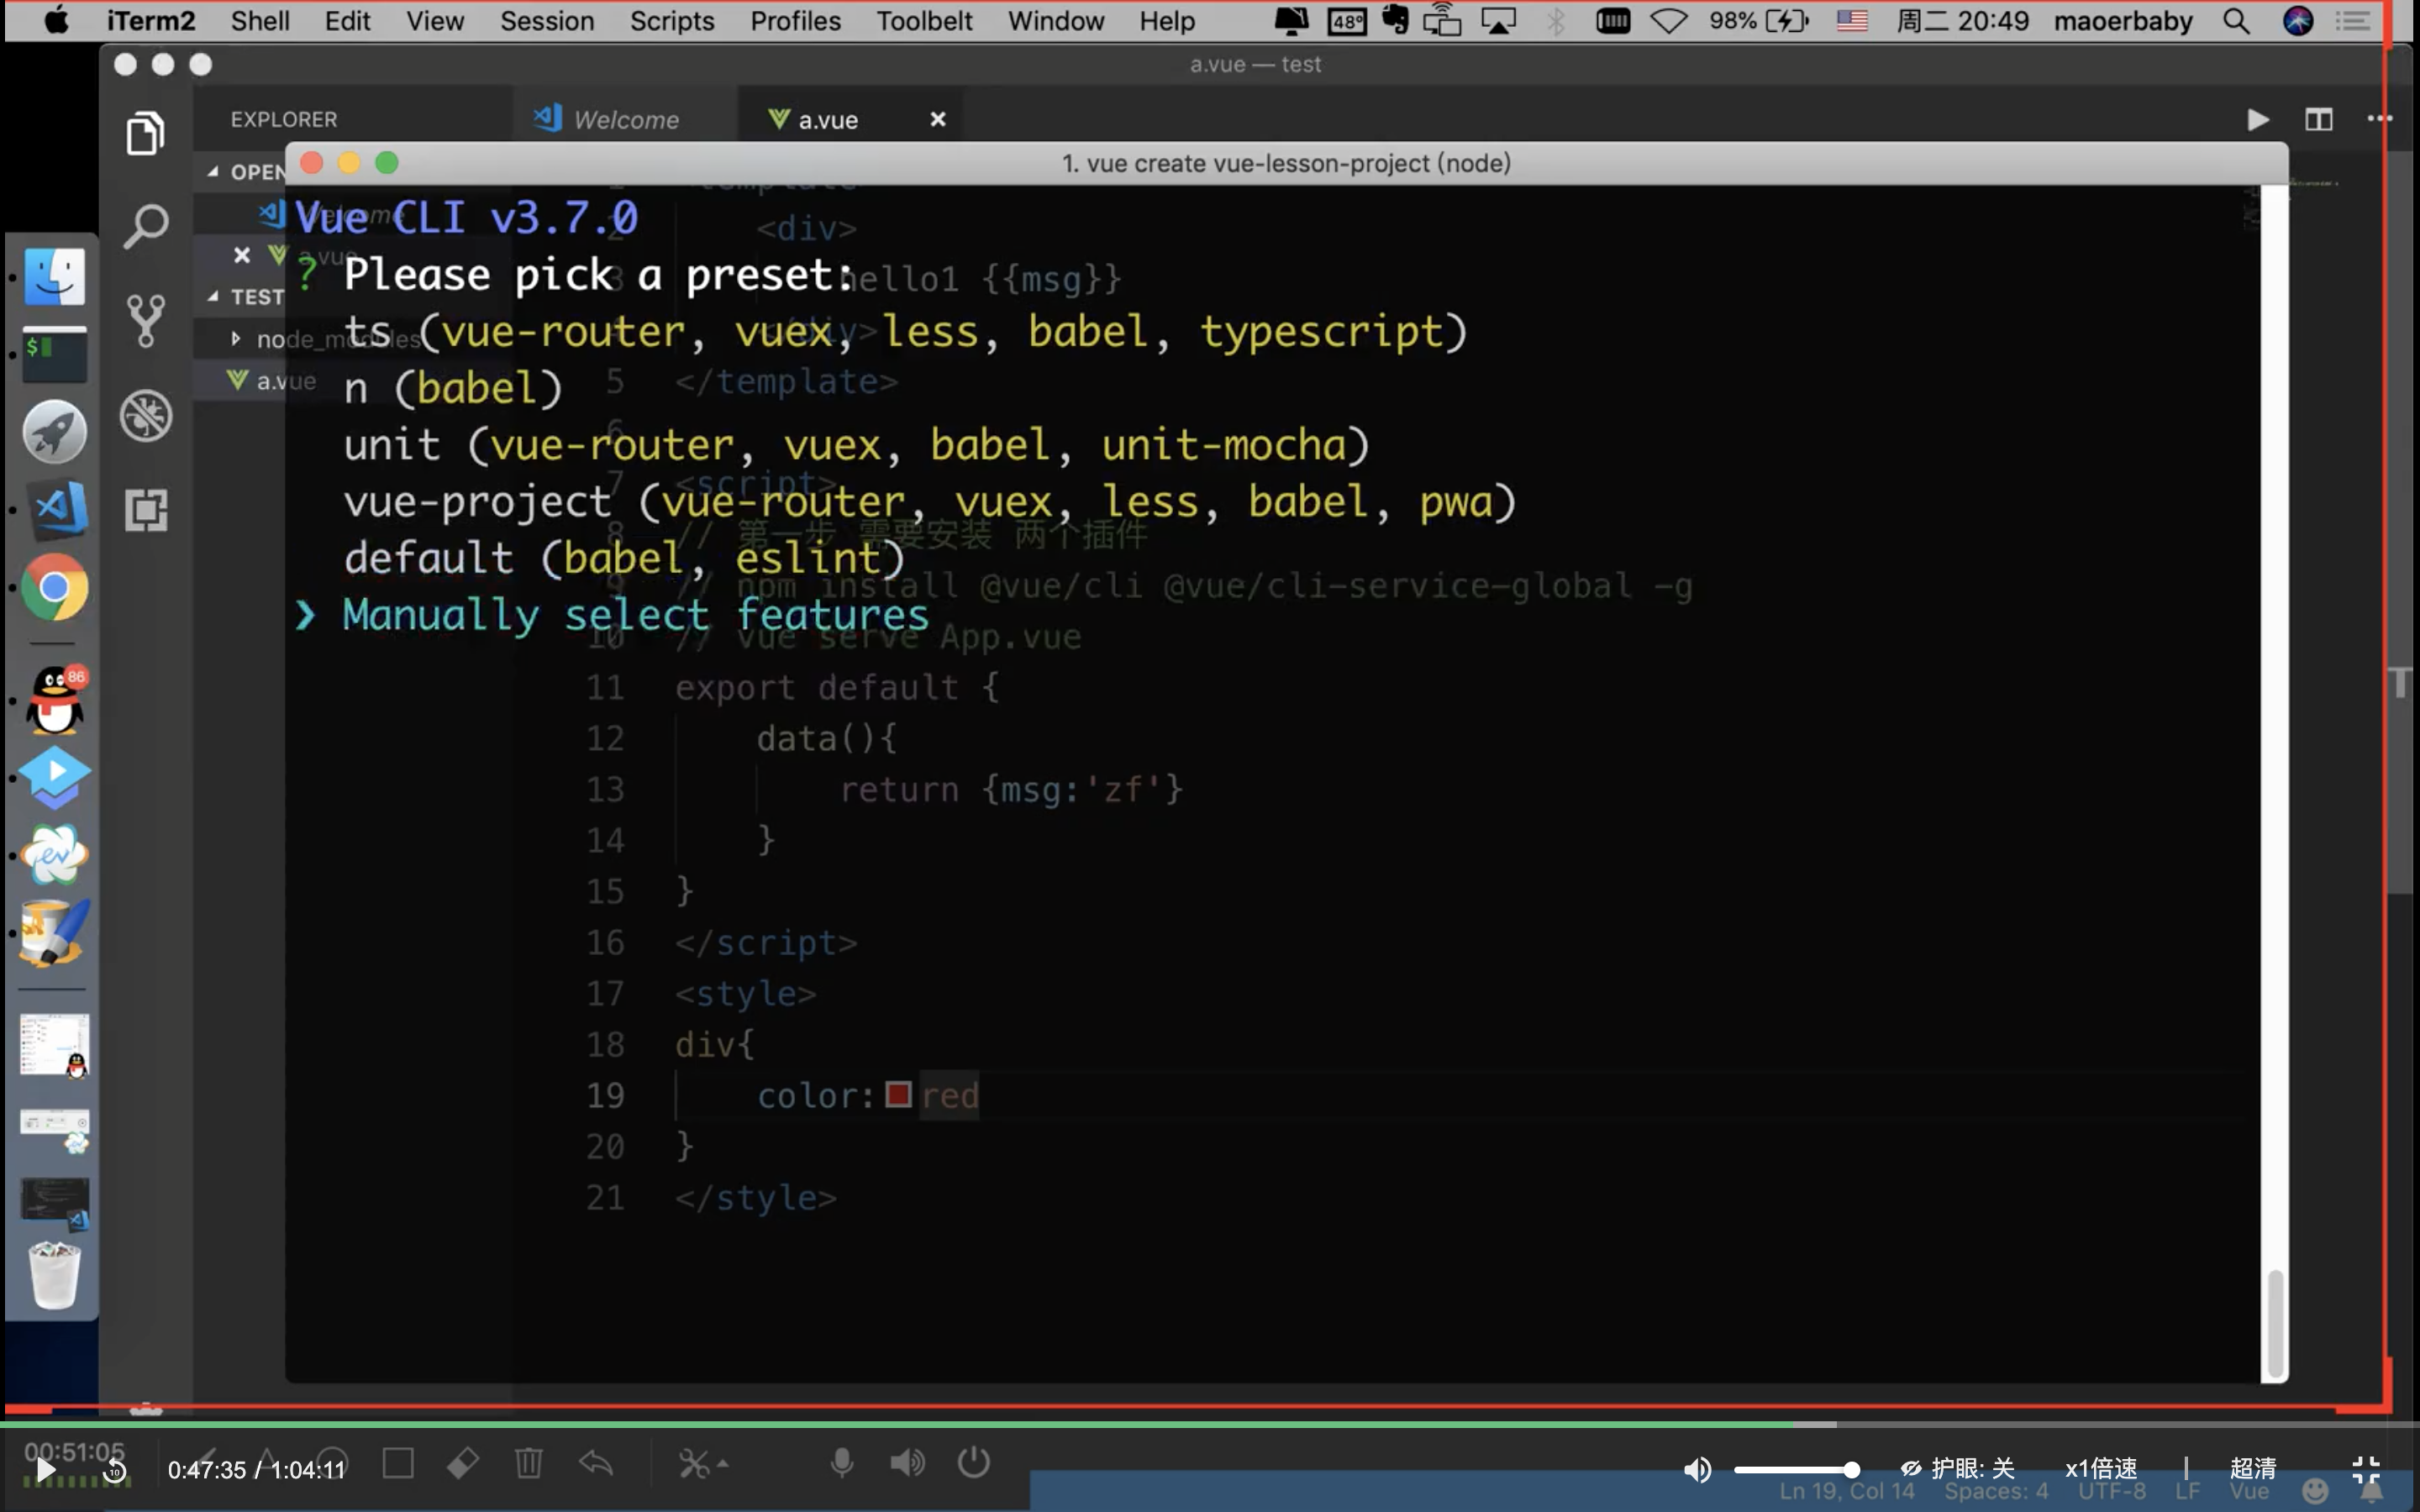 iTerm2 Shell Edit View Session Scripts Profiles Toolbelt Window Help 48° 98% 周二 20:49 maoerbaby
a.vue — test
EXPLORER Welcome a.vue
OPEN
1. vue create vue-lesson-project (node)
Welcome
a.vue
TEST
node_modules
a.vue
Vue CLI v3.7.0
? Please pick a preset:
ts (vue-router, vuex, less, babel, typescript)
n (babel)
unit (vue-router, vuex, babel, unit-mocha)
vue-project (vue-router, vuex, less, babel, pwa)
default (babel, eslint)
❯ Manually select features
2 <div>
3 hello1 {{msg}}
</div>
5 </template>
6
7 <script>
8 // 第一步 需要安装 两个插件
9 // npm install @vue/cli @vue/cli-service-global -g
10 // vue serve App.vue
11 export default {
12 data(){
13 return {msg:'zf'}
14 }
15 }
16 </script>
17 <style>
18 div{
19 color: red
20 }
21 </style>
86
00:51:05
10 0:47:35 / 1:04:11 护眼: 关 x1倍速 | 超清
Ln 19, Col 14 Spaces: 4 UTF-8 LF Vue